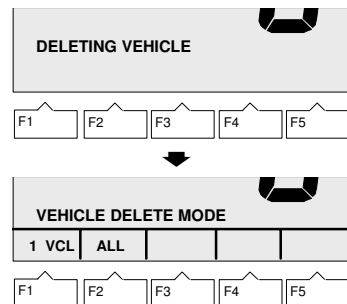 DELETING VEHICLE
F1 F2 F3 F4 F5
VEHICLE DELETE MODE
1 VCL ALL
F1 F2 F3 F4 F5